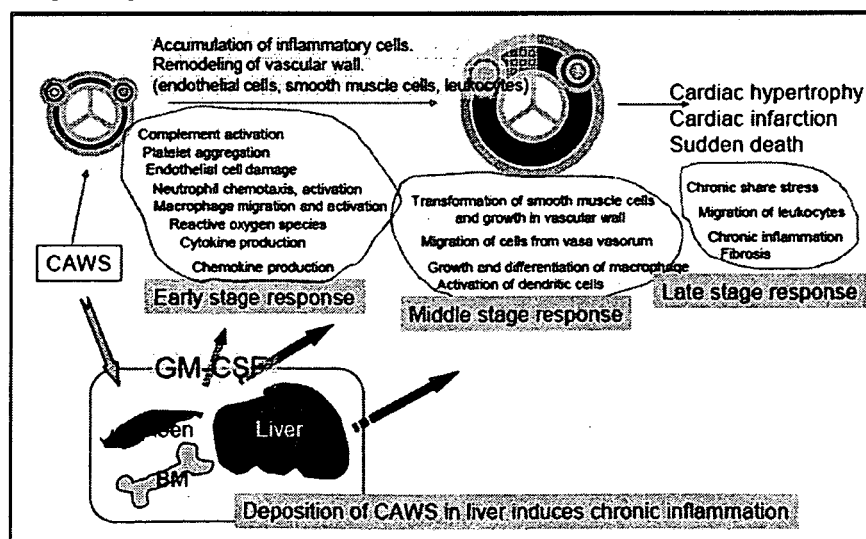 Accumulation of inflammatory cells.
Remodeling of vascular wall.
(endothelial cells, smooth muscle cells, leukocytes)
Cardiac hypertrophy
Cardiac infarction
Sudden death
Complement activation
Platelet aggregation
Endothelial cell damage
Neutrophil chemotaxis, activation
Macrophage migration and activation
Reactive oxygen species
Cytokine production
Chemokine production
Early stage response
Transformation of smooth muscle cells
and growth in vascular wall
Migration of cells from vasa vasorum
Growth and differentiation of macrophage
Activation of dendritic cells
Middle stage response
Chronic share stress
Migration of leukocytes
Chronic inflammation
Fibrosis
Late stage response
CAWS
GM-CSF
Liver
BM
Deposition of CAWS in liver induces chronic inflammation